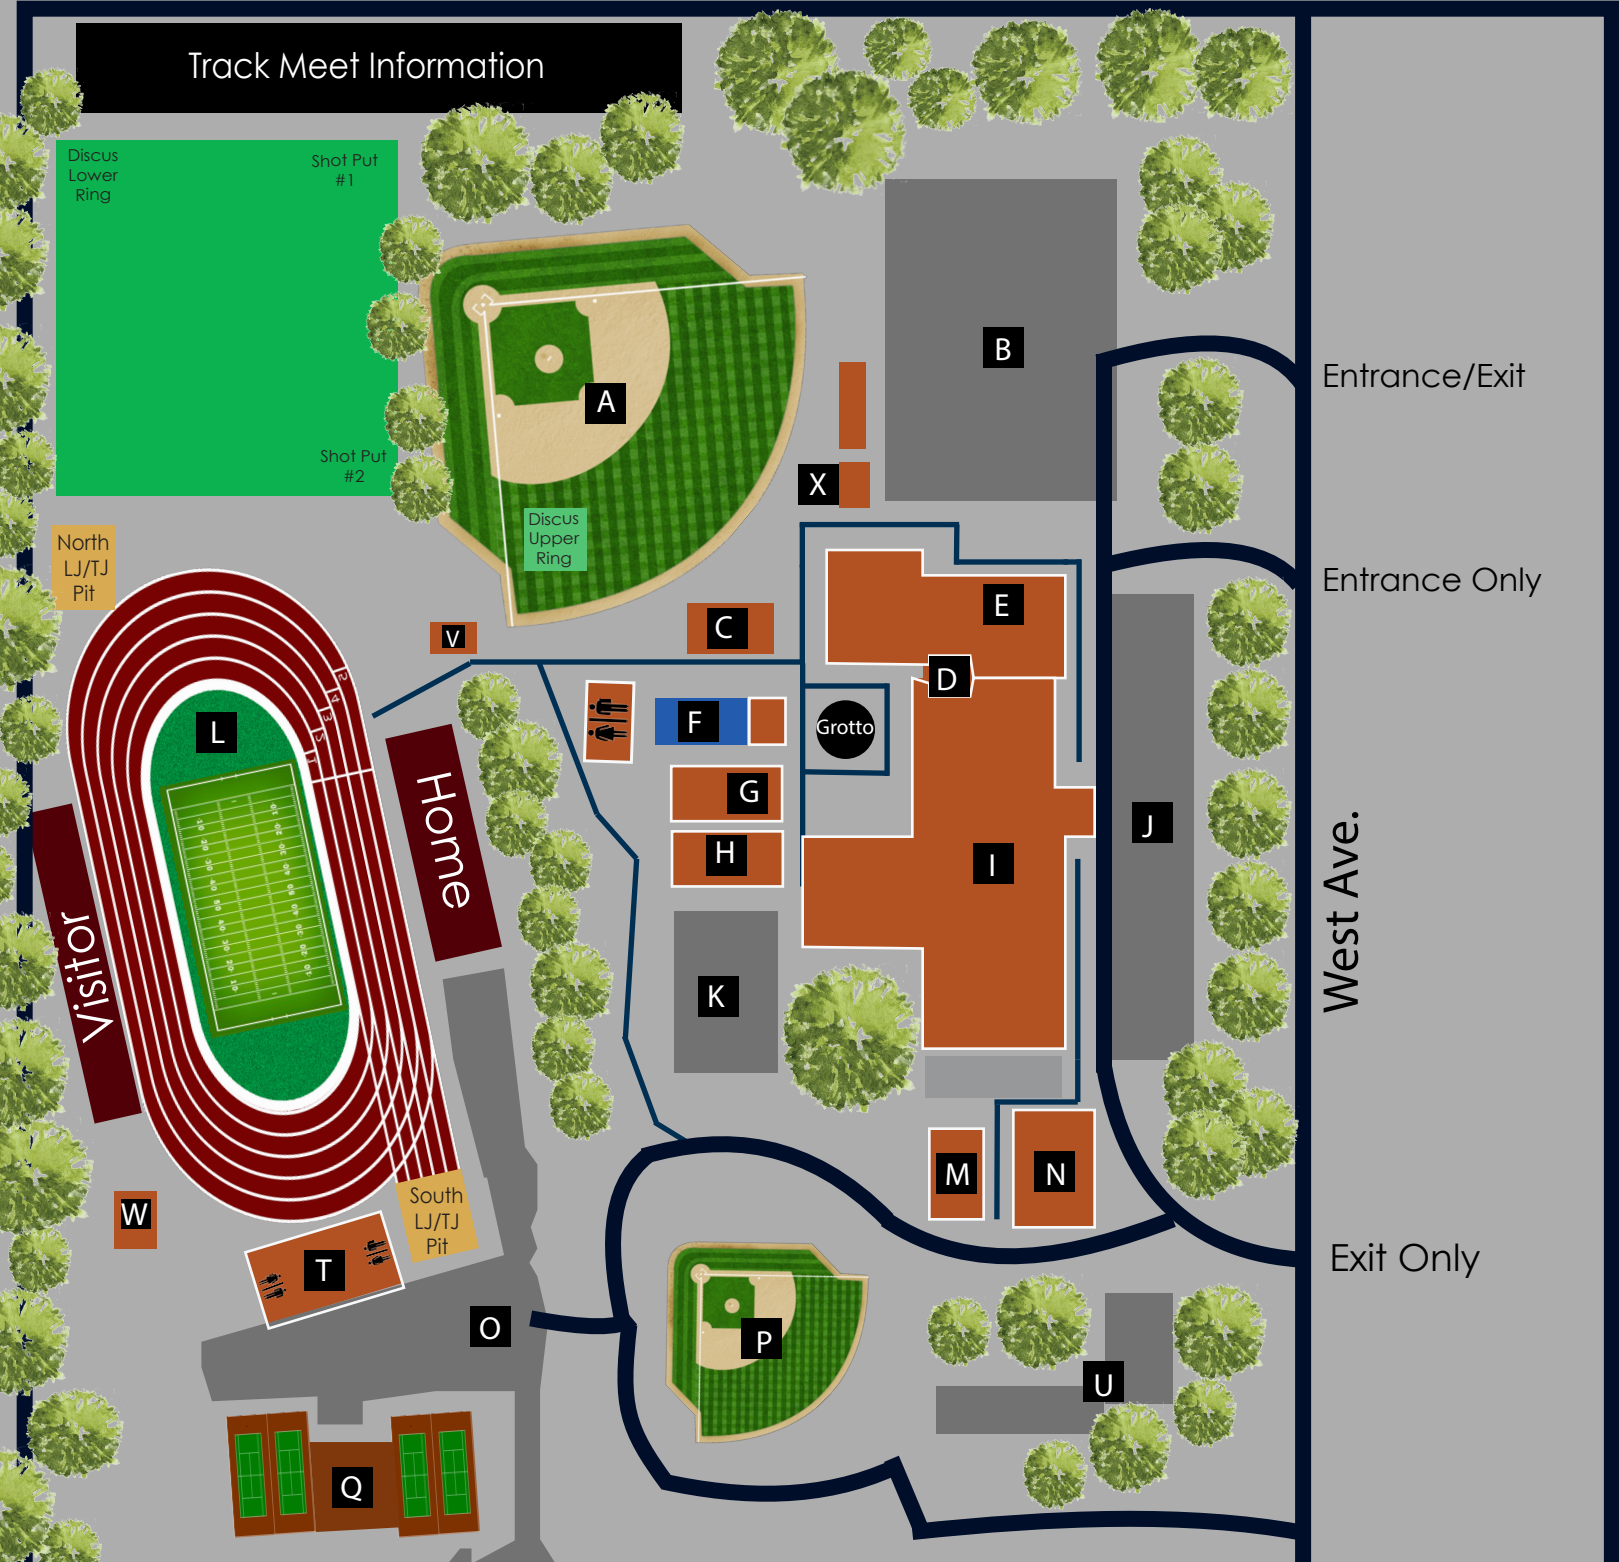 Track Meet Information
Discus
Lower
Ring
Shot Put
#1
Shot Put
#2
A
B
Entrance/Exit
X
Discus
Upper
Ring
North
LJ/TJ
Pit
Entrance Only
E
C
V
D
L
F
Grotto
G
H
Home
I
J
West Ave.
Visitor
K
M
N
W
South
LJ/TJ
Pit
T
Exit Only
O
P
U
Q